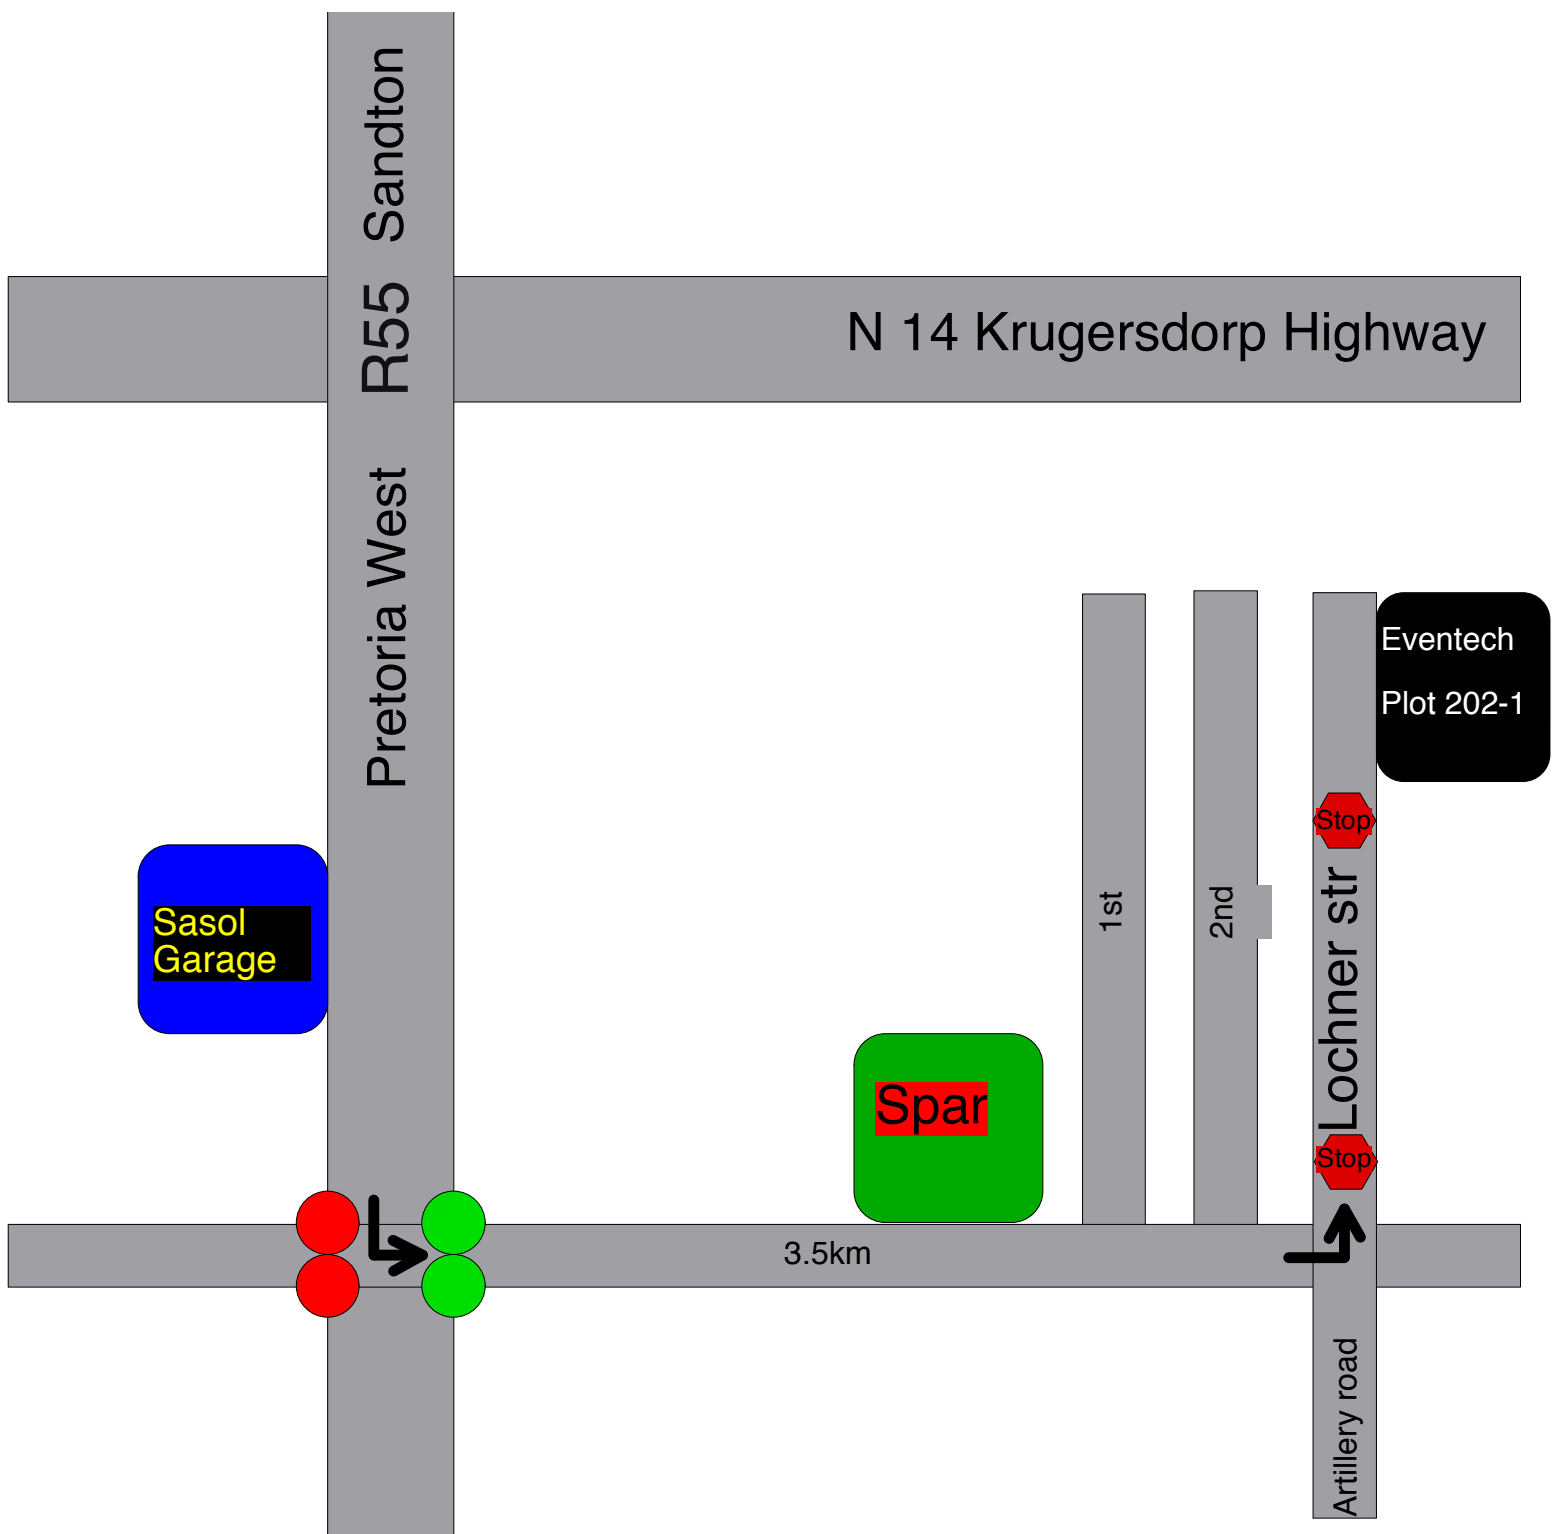 Sandton
R55
N 14 Krugersdorp Highway
Pretoria West
Eventech
Plot 202-1
Stop
Sasol
Garage
1st
2nd
Lochner str
Spar
Stop
3.5km
Artillery road